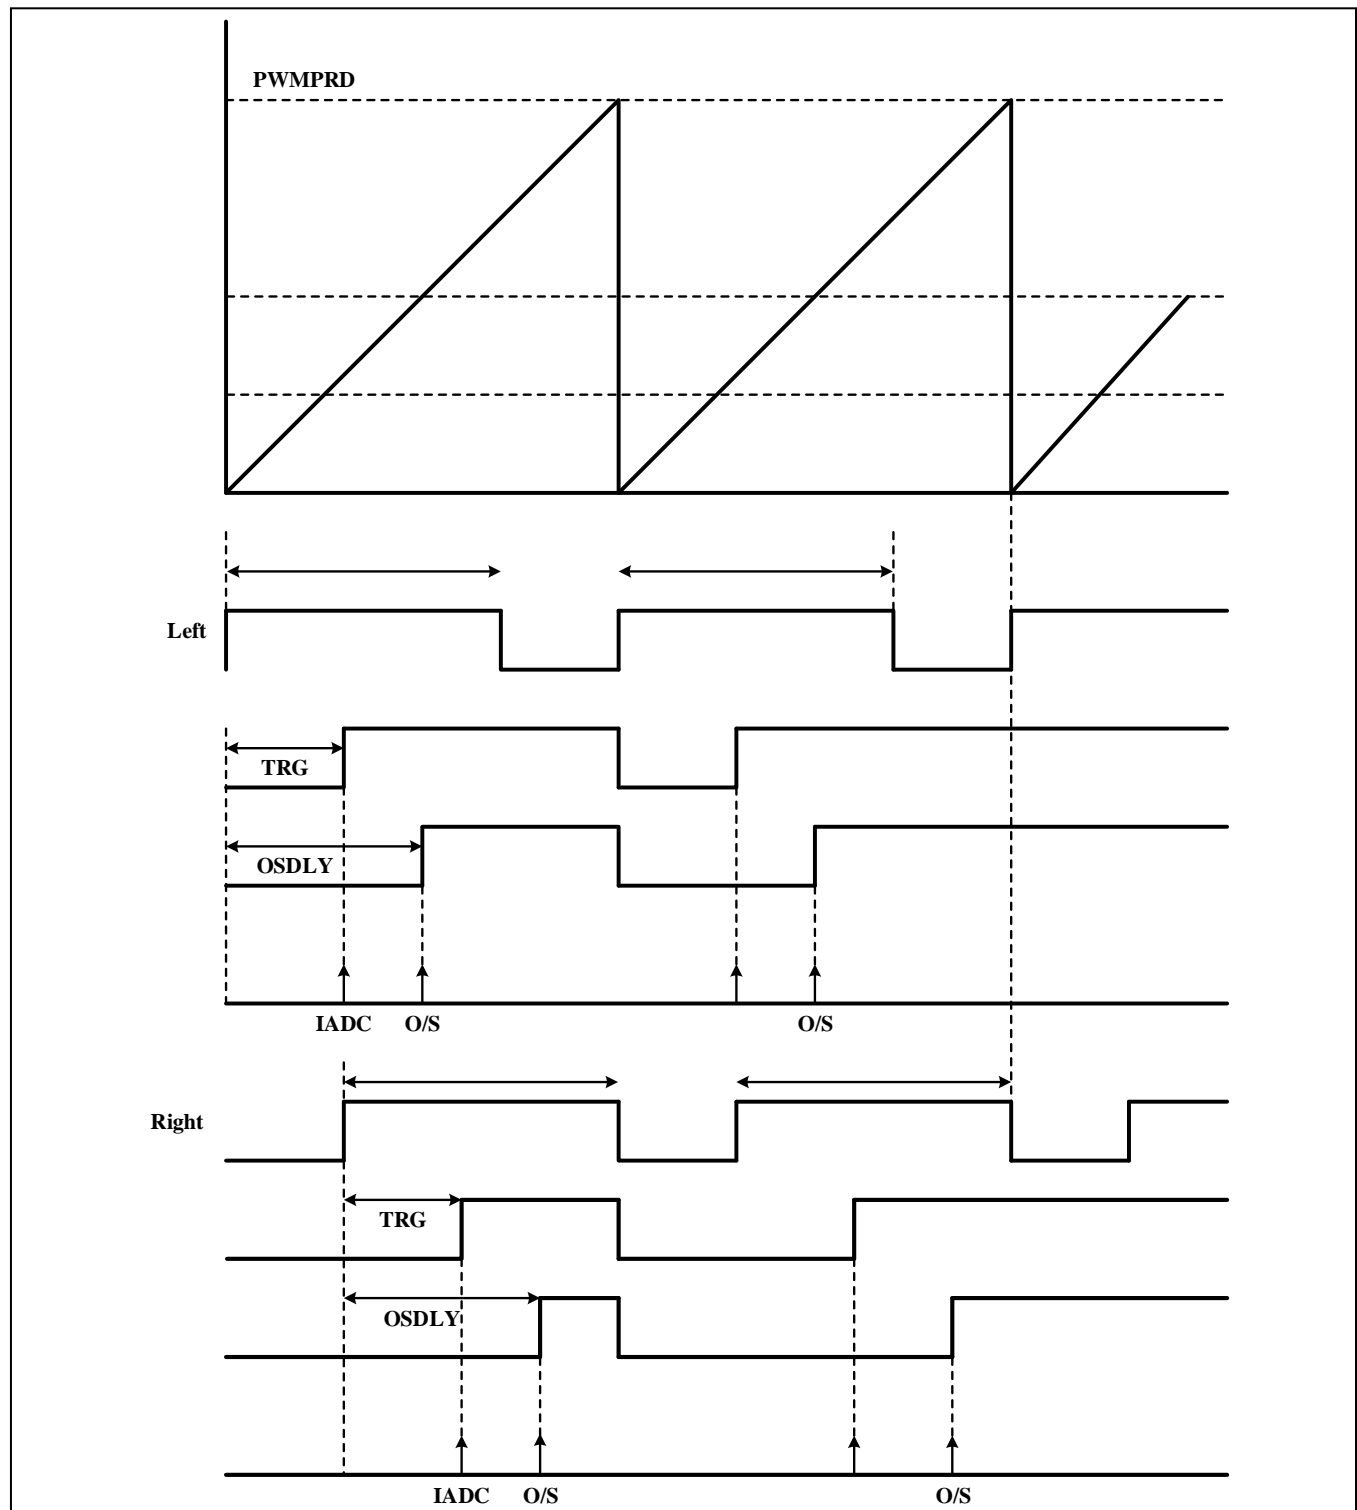 PWMPRD
Left
TRG
OSDLY
IADC O/S O/S
Right
TRG
OSDLY
IADC O/S O/S